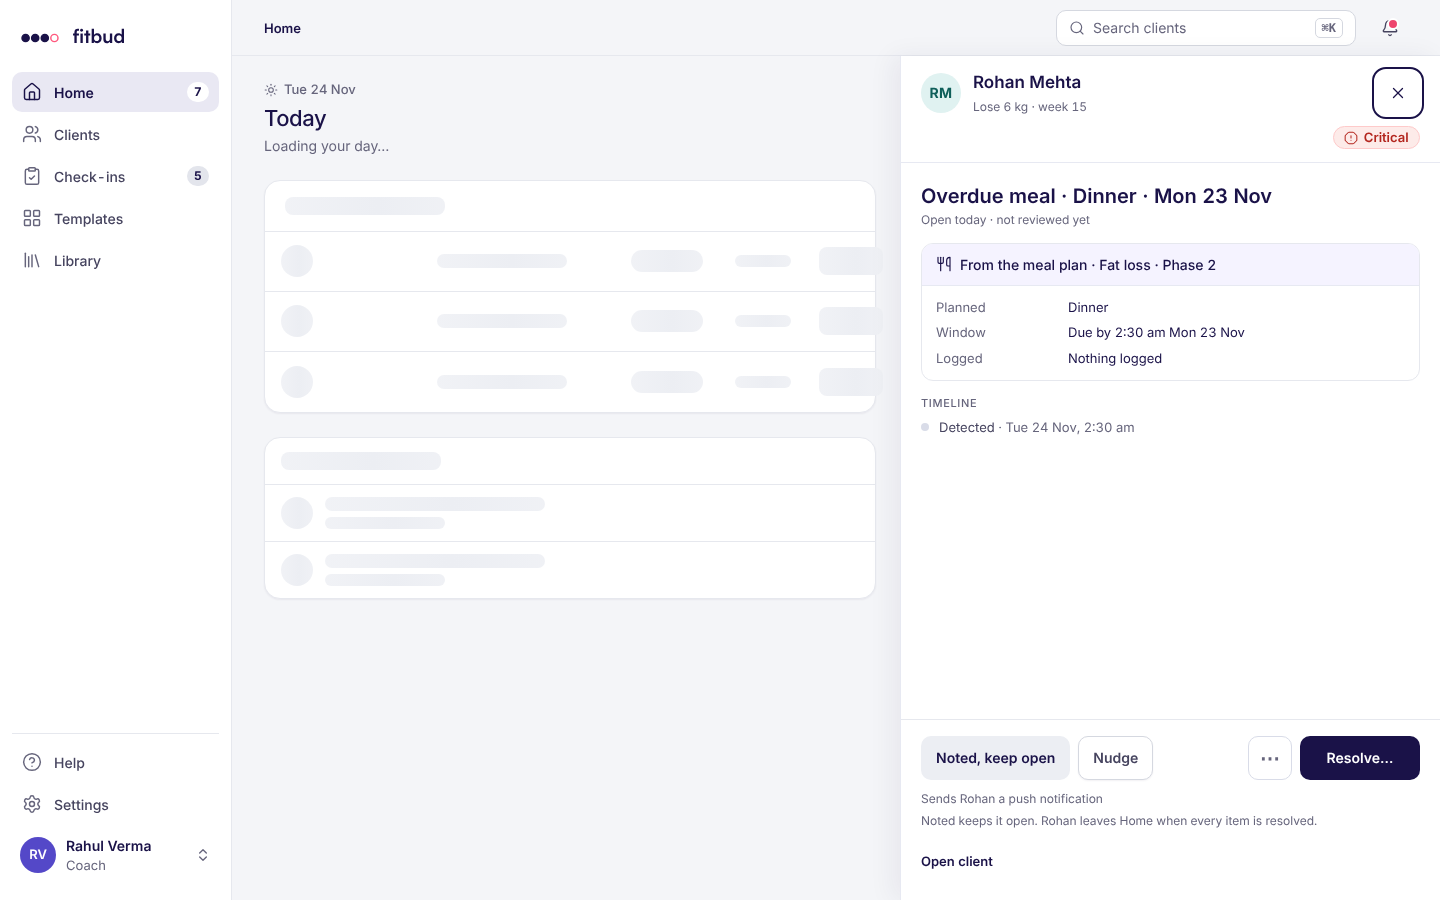 fitbud
Home
7
Clients
Check-ins
5
Templates
Library
Help
Settings
RV
Rahul Verma
Coach
Home
Search clients
⌘K
Tue 24 Nov
Today
Loading your day...
RM
Rohan Mehta
Lose 6 kg · week 15
Critical
Overdue meal · Dinner · Mon 23 Nov
Open today · not reviewed yet
From the meal plan · Fat loss · Phase 2
Planned Dinner
Window Due by 2:30 am Mon 23 Nov
Logged Nothing logged
TIMELINE
Detected · Tue 24 Nov, 2:30 am
Noted, keep open
Nudge
Resolve...
Sends Rohan a push notification
Noted keeps it open. Rohan leaves Home when every item is resolved.
Open client